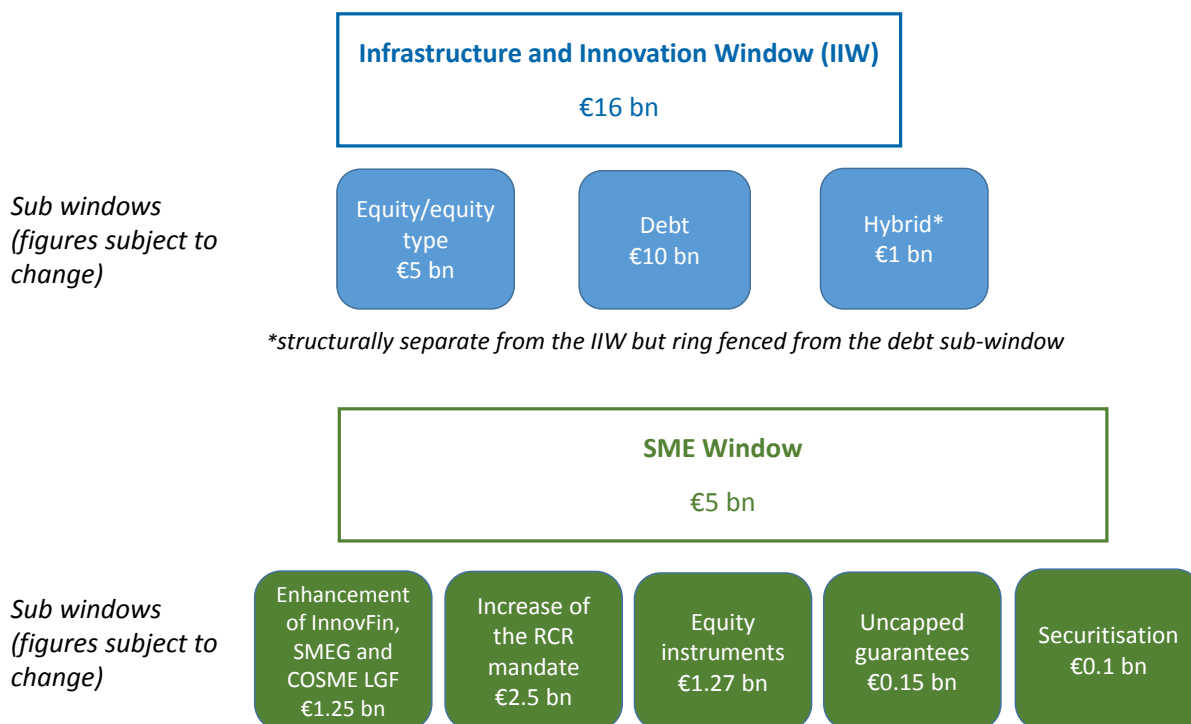 Infrastructure and Innovation Window (IIW)
€16 bn
Sub windows
(figures subject to
change)
Equity/equity
type
€5 bn
Debt
€10 bn
Hybrid*
€1 bn
*structurally separate from the IIW but ring fenced from the debt sub-window
SME Window
€5 bn
Sub windows
(figures subject to
change)
Enhancement
of InnovFin,
SMEG and
COSME LGF
€1.25 bn
Increase of
the RCR
mandate
€2.5 bn
Equity
instruments
€1.27 bn
Uncapped
guarantees
€0.15 bn
Securitisation
€0.1 bn